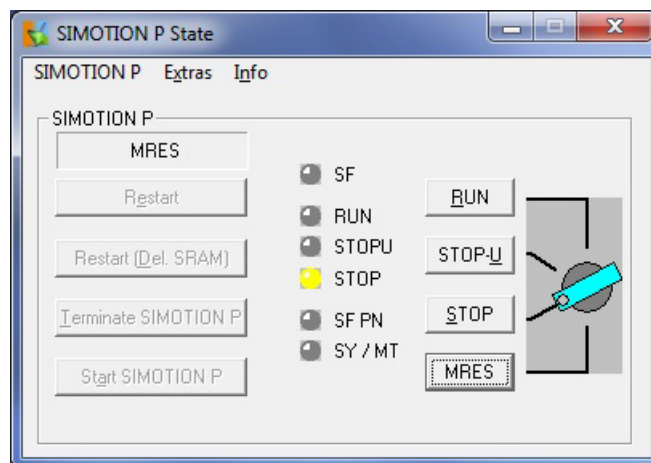 SIMOTION P State
SIMOTION P Extras Info
SIMOTION P
MRES
Restart
Restart (Del. SRAM)
Terminate SIMOTION P
Start SIMOTION P
SF
RUN
STOPU
STOP
SF PN
SY / MT
RUN
STOP-U
STOP
MRES